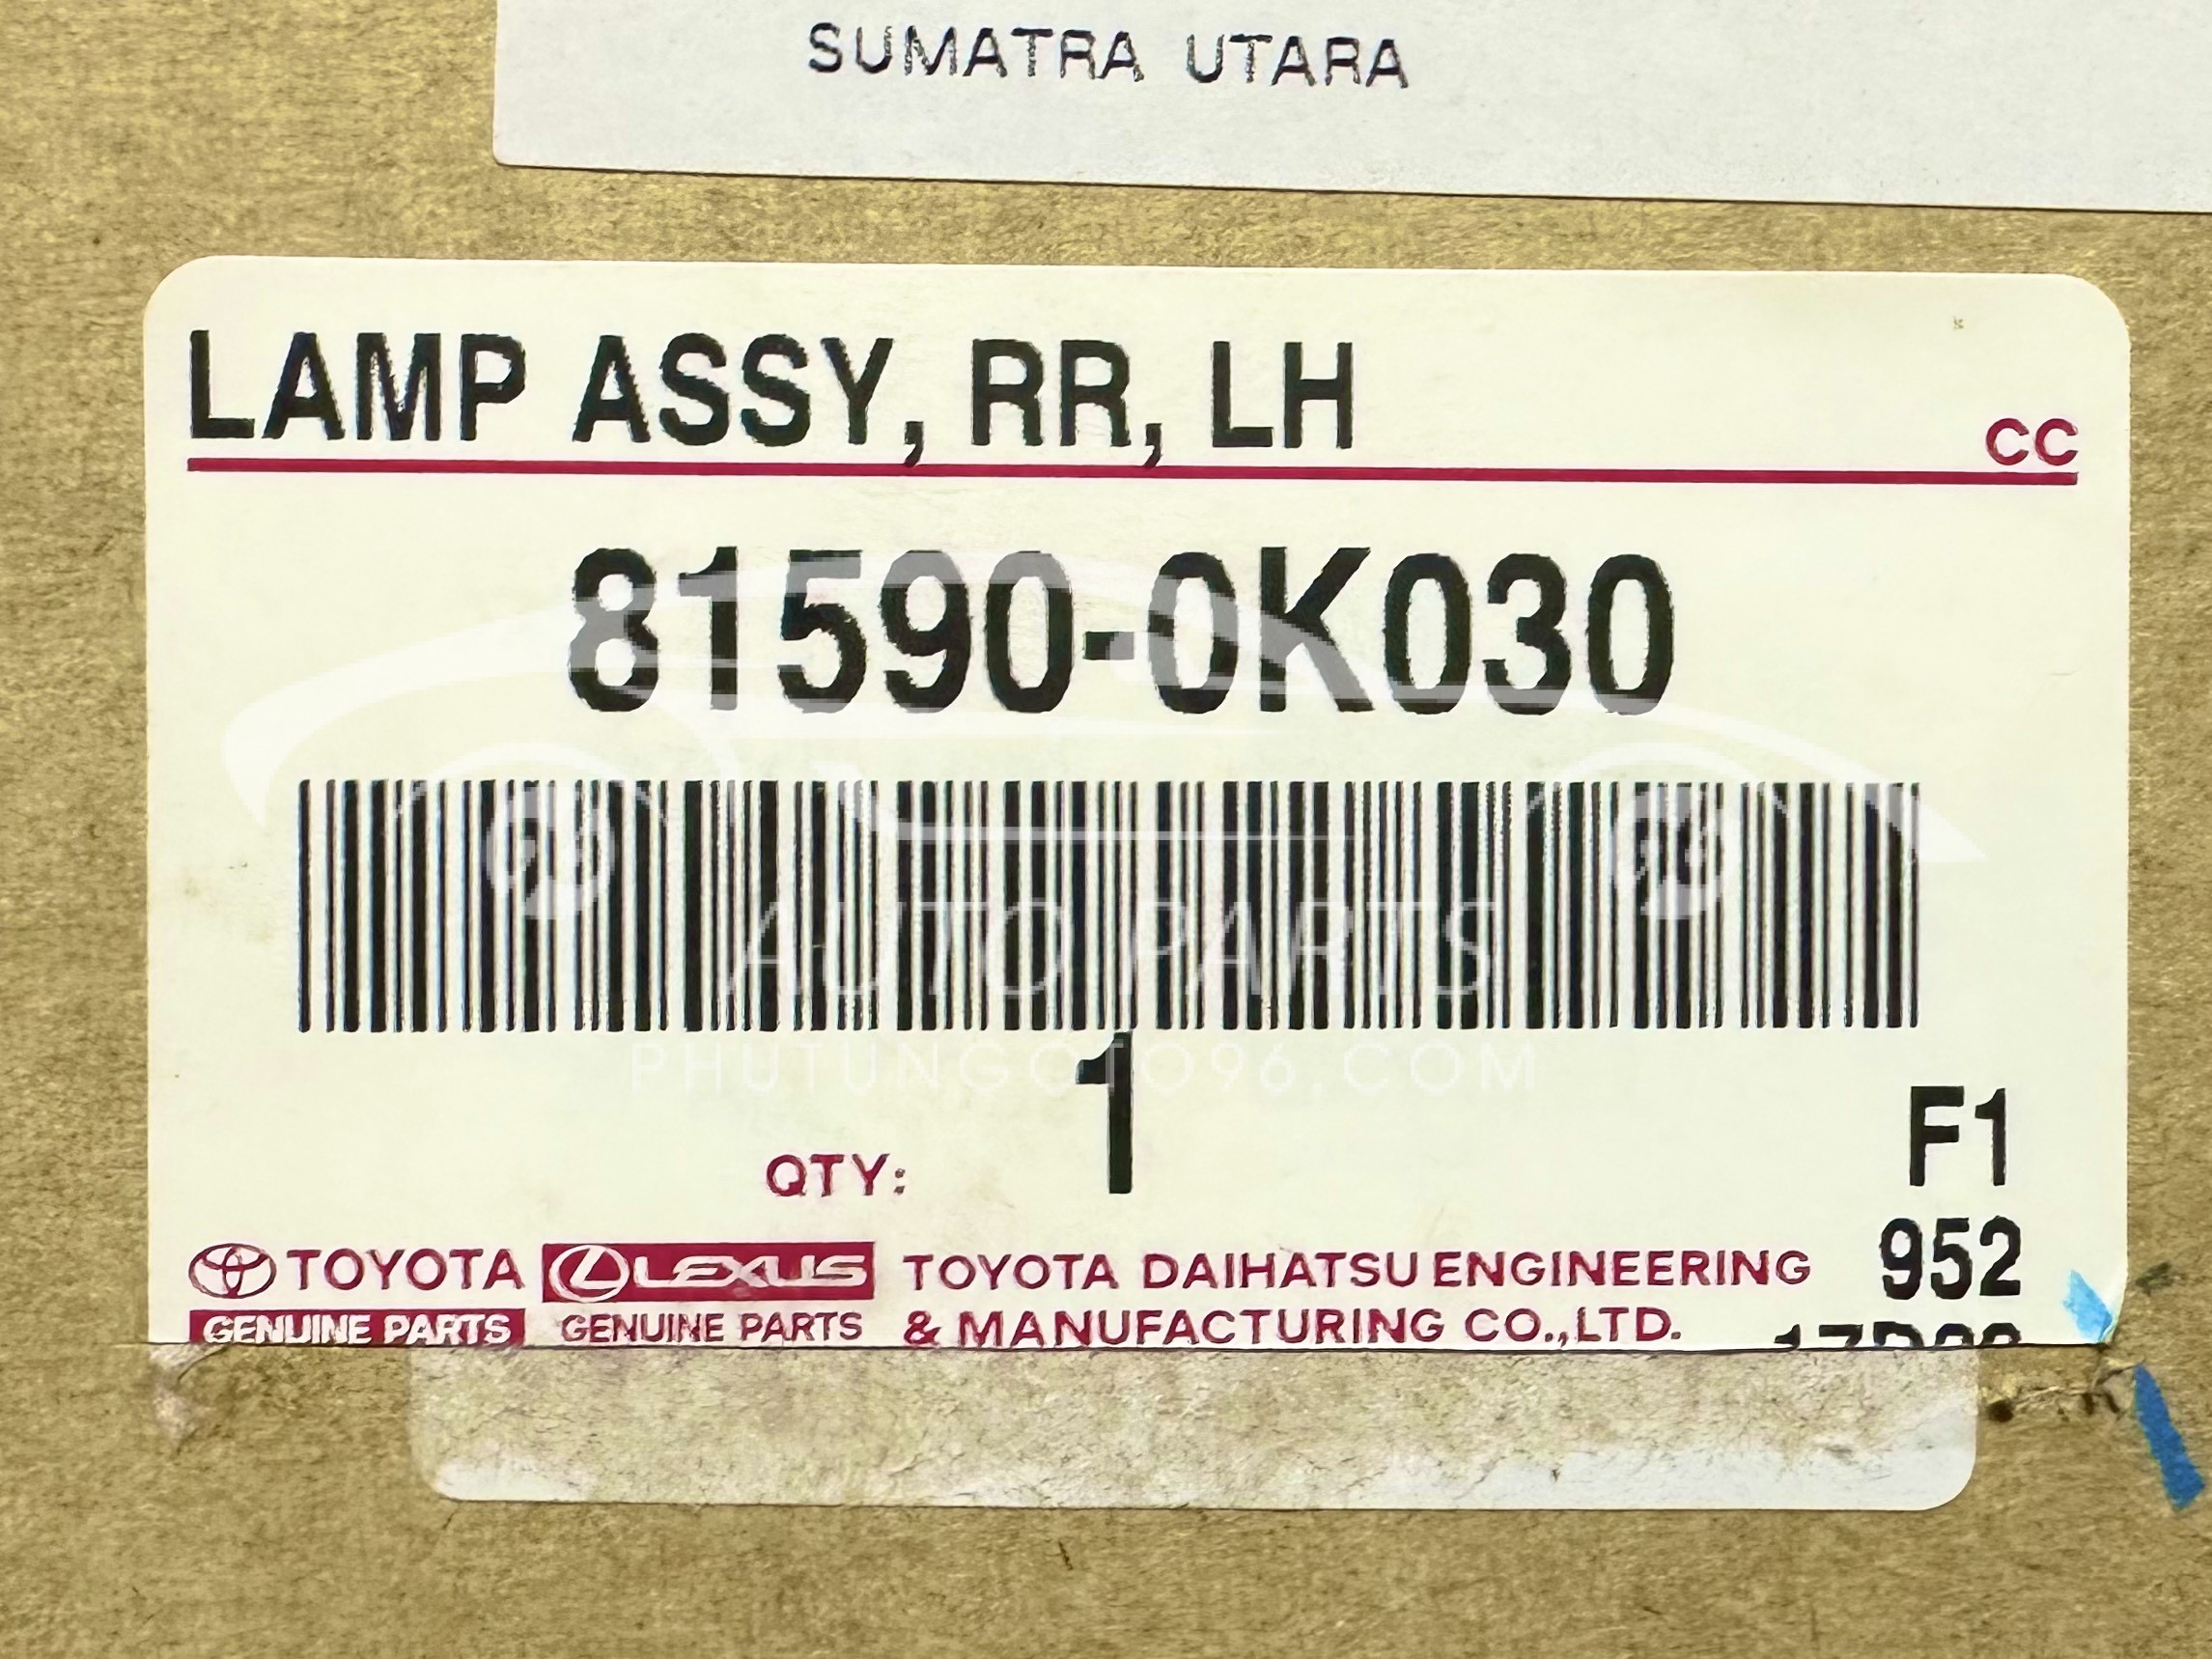 SUMATRA UTARA
LAMP ASSY, RR, LH
CC
81590-0K030
AUTO PARTS
PHUTUNGOTO96.COM
QTY: 1
F1
952
TOYOTA LEXUS TOYOTA DAIHATSU ENGINEERING
GENUINE PARTS GENUINE PARTS & MANUFACTURING CO.,LTD.